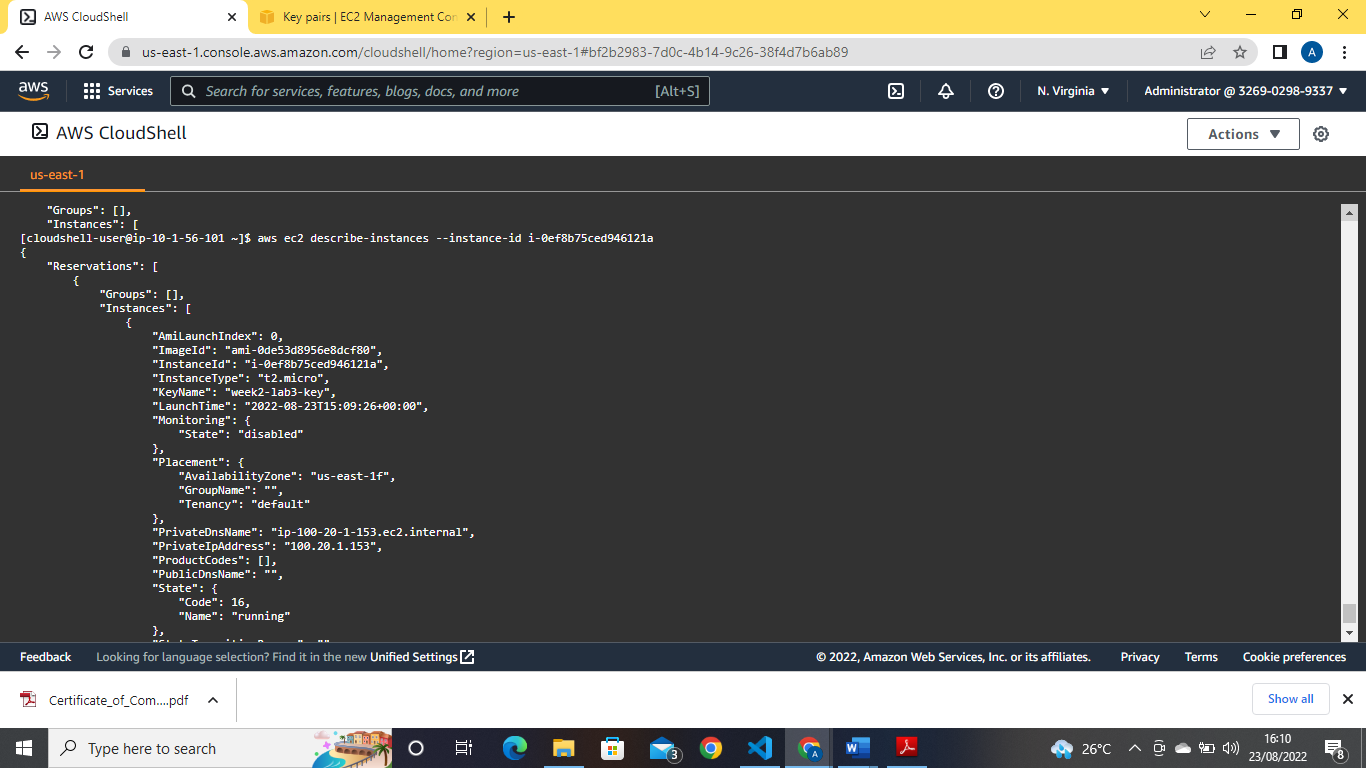 AWS CloudShell
Key pairs | EC2 Management Con
us-east-1.console.aws.amazon.com/cloudshell/home?region=us-east-1#bf2b2983-7d0c-4b14-9c26-38f4d7b6ab89
A
aws
Services
Search for services, features, blogs, docs, and more
[Alt+S]
N. Virginia
Administrator @ 3269-0298-9337
AWS CloudShell
Actions
us-east-1
"Groups": [],
"Instances": [
[cloudshell-user@ip-10-1-56-101 ~]$ aws ec2 describe-instances --instance-id i-0ef8b75ced946121a
{
"Reservations": [
{
"Groups": [],
"Instances": [
{
"AmiLaunchIndex": 0,
"ImageId": "ami-0de53d8956e8dcf80",
"InstanceId": "i-0ef8b75ced946121a",
"InstanceType": "t2.micro",
"KeyName": "week2-lab3-key",
"LaunchTime": "2022-08-23T15:09:26+00:00",
"Monitoring": {
"State": "disabled"
},
"Placement": {
"AvailabilityZone": "us-east-1f",
"GroupName": "",
"Tenancy": "default"
},
"PrivateDnsName": "ip-100-20-1-153.ec2.internal",
"PrivateIpAddress": "100.20.1.153",
"ProductCodes": [],
"PublicDnsName": "",
"State": {
"Code": 16,
"Name": "running"
},
Feedback
Looking for language selection? Find it in the new Unified Settings
© 2022, Amazon Web Services, Inc. or its affiliates.
Privacy
Terms
Cookie preferences
Certificate_of_Com....pdf
Show all
Type here to search
3
A
26°C
16:10
23/08/2022
8